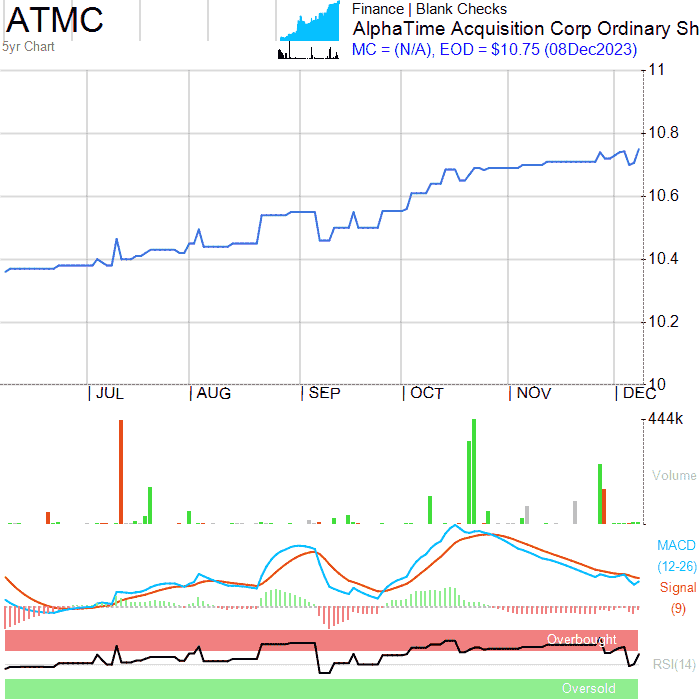 ATMC
5yr Chart
Finance | Blank Checks
AlphaTime Acquisition Corp Ordinary Sh
MC = (N/A), EOD = $10.75 (08Dec2023)
11
10.8
10.6
10.4
10.2
10
| JUL | AUG | SEP | OCT | NOV | DEC
444k
Volume
MACD
(12-26)
Signal
(9)
Overbought
RSI(14)
Oversold